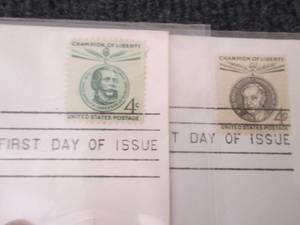 CHAMPION OF LIBERTY
4¢
UNITED STATES POSTAGE
FIRST DAY OF ISSUE
CHAMPION OF LIBERTY
4¢
UNITED STATES POSTAGE
T DAY OF ISSUE